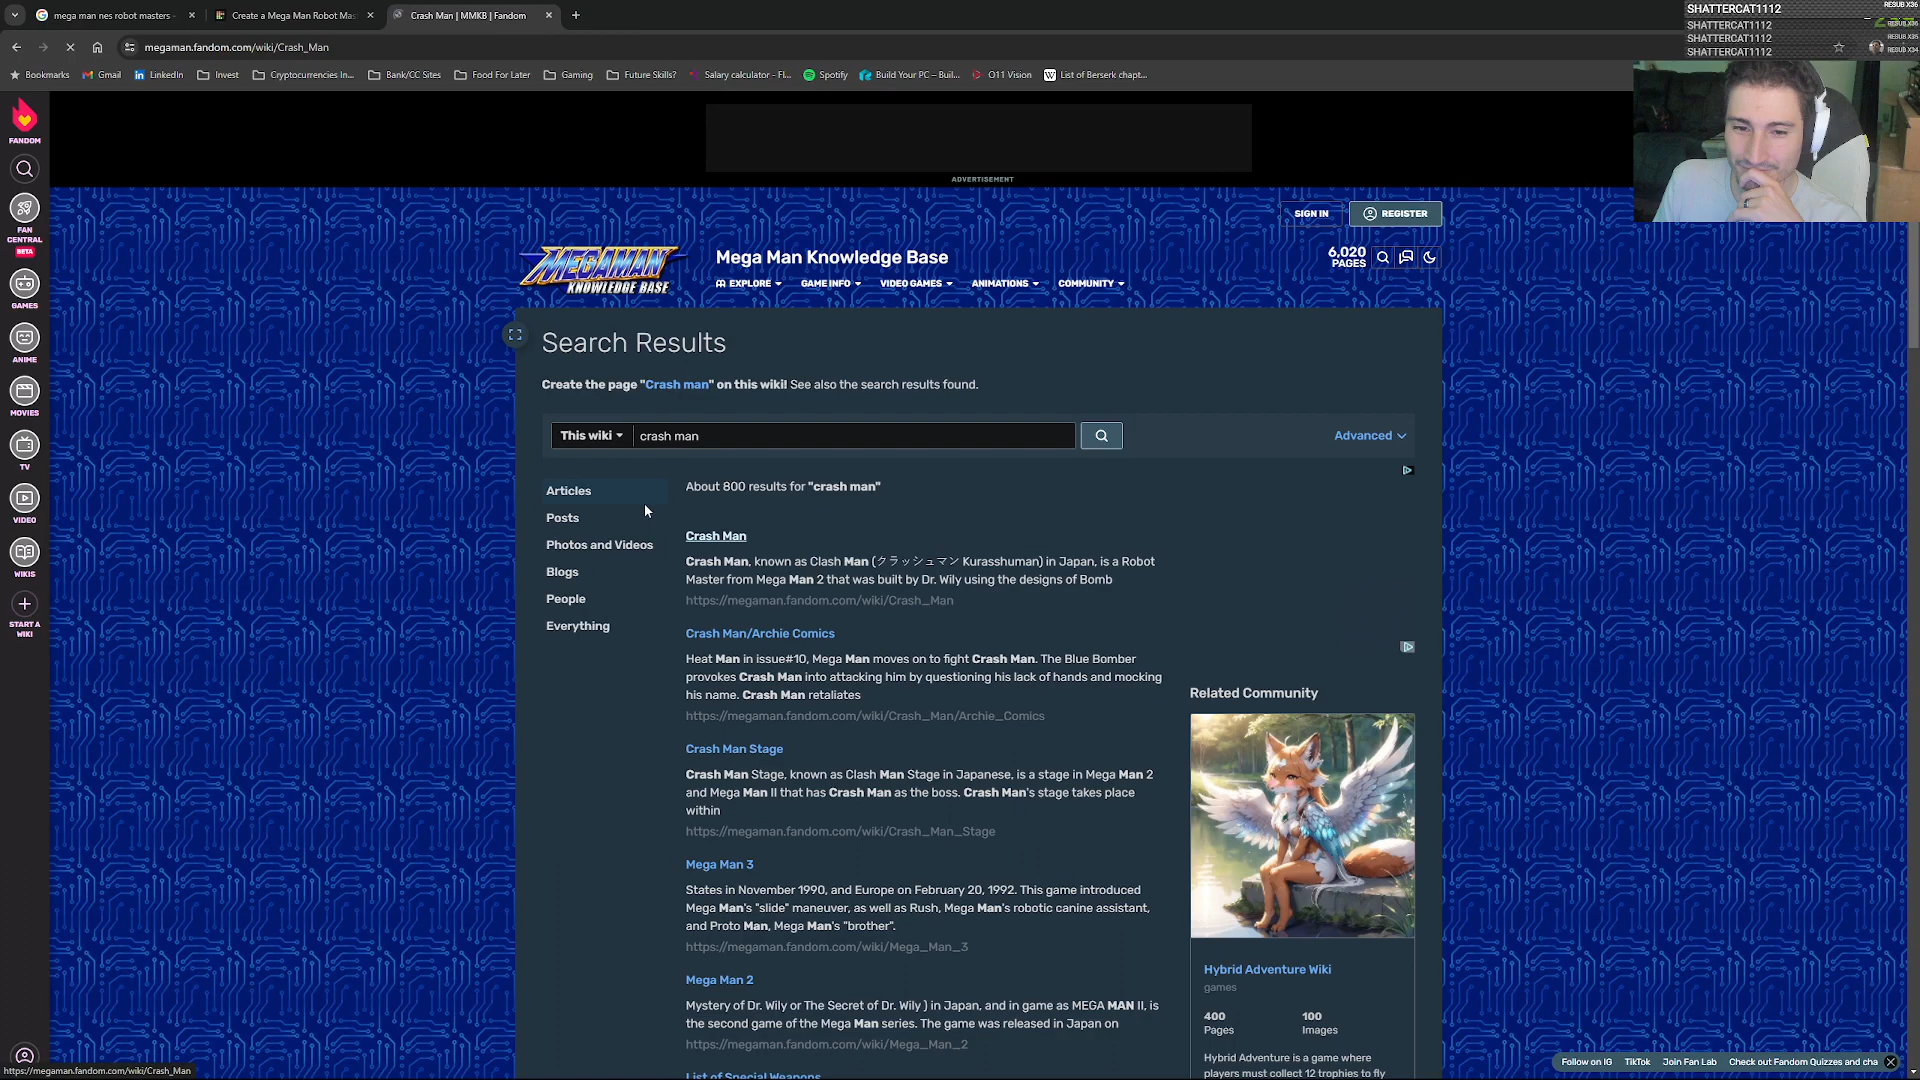 mega man nes robot masters -
Create a Mega Man Robot Mas
Crash Man | MMKB | Fandom
SHATTERCAT1112
RESUB X36
SHATTERCAT1112
RESUB X36
SHATTERCAT1112
RESUB X35
SHATTERCAT1112
RESUB X34
megaman.fandom.com/wiki/Crash_Man
Bookmarks
Gmail
LinkedIn
Invest
Cryptocurrencies In...
Bank/CC Sites
Food For Later
Gaming
Future Skills?
Salary calculator - Fl...
Spotify
Build Your PC – Buil...
O11 Vision
List of Berserk chapt...
FANDOM
FAN
CENTRAL
BETA
GAMES
ANIME
MOVIES
TV
VIDEO
WIKIS
START A
WIKI
ADVERTISEMENT
SIGN IN
REGISTER
MEGAMAN
KNOWLEDGE BASE
Mega Man Knowledge Base
6,020
PAGES
EXPLORE
GAME INFO
VIDEO GAMES
ANIMATIONS
COMMUNITY
Search Results
Create the page "Crash man" on this wiki! See also the search results found.
This wiki
crash man
Advanced
Articles
Posts
Photos and Videos
Blogs
People
Everything
About 800 results for "crash man"
Crash Man
Crash Man, known as Clash Man (クラッシュマン Kurasshuman) in Japan, is a Robot
Master from Mega Man 2 that was built by Dr. Wily using the designs of Bomb
https://megaman.fandom.com/wiki/Crash_Man
Crash Man/Archie Comics
Heat Man in issue#10, Mega Man moves on to fight Crash Man. The Blue Bomber
provokes Crash Man into attacking him by questioning his lack of hands and mocking
his name. Crash Man retaliates
https://megaman.fandom.com/wiki/Crash_Man/Archie_Comics
Crash Man Stage
Crash Man Stage, known as Clash Man Stage in Japanese, is a stage in Mega Man 2
and Mega Man II that has Crash Man as the boss. Crash Man's stage takes place
within
https://megaman.fandom.com/wiki/Crash_Man_Stage
Mega Man 3
States in November 1990, and Europe on February 20, 1992. This game introduced
Mega Man's "slide" maneuver, as well as Rush, Mega Man's robotic canine assistant,
and Proto Man, Mega Man's "brother".
https://megaman.fandom.com/wiki/Mega_Man_3
Mega Man 2
Mystery of Dr. Wily or The Secret of Dr. Wily ) in Japan, and in game as MEGA MAN II, is
the second game of the Mega Man series. The game was released in Japan on
https://megaman.fandom.com/wiki/Mega_Man_2
List of Special Weapons
Related Community
Hybrid Adventure Wiki
games
400
Pages
100
Images
Hybrid Adventure is a game where
players must collect 12 trophies to fly
Follow on IG
TikTok
Join Fan Lab
Check out Fandom Quizzes and cha
https://megaman.fandom.com/wiki/Crash_Man